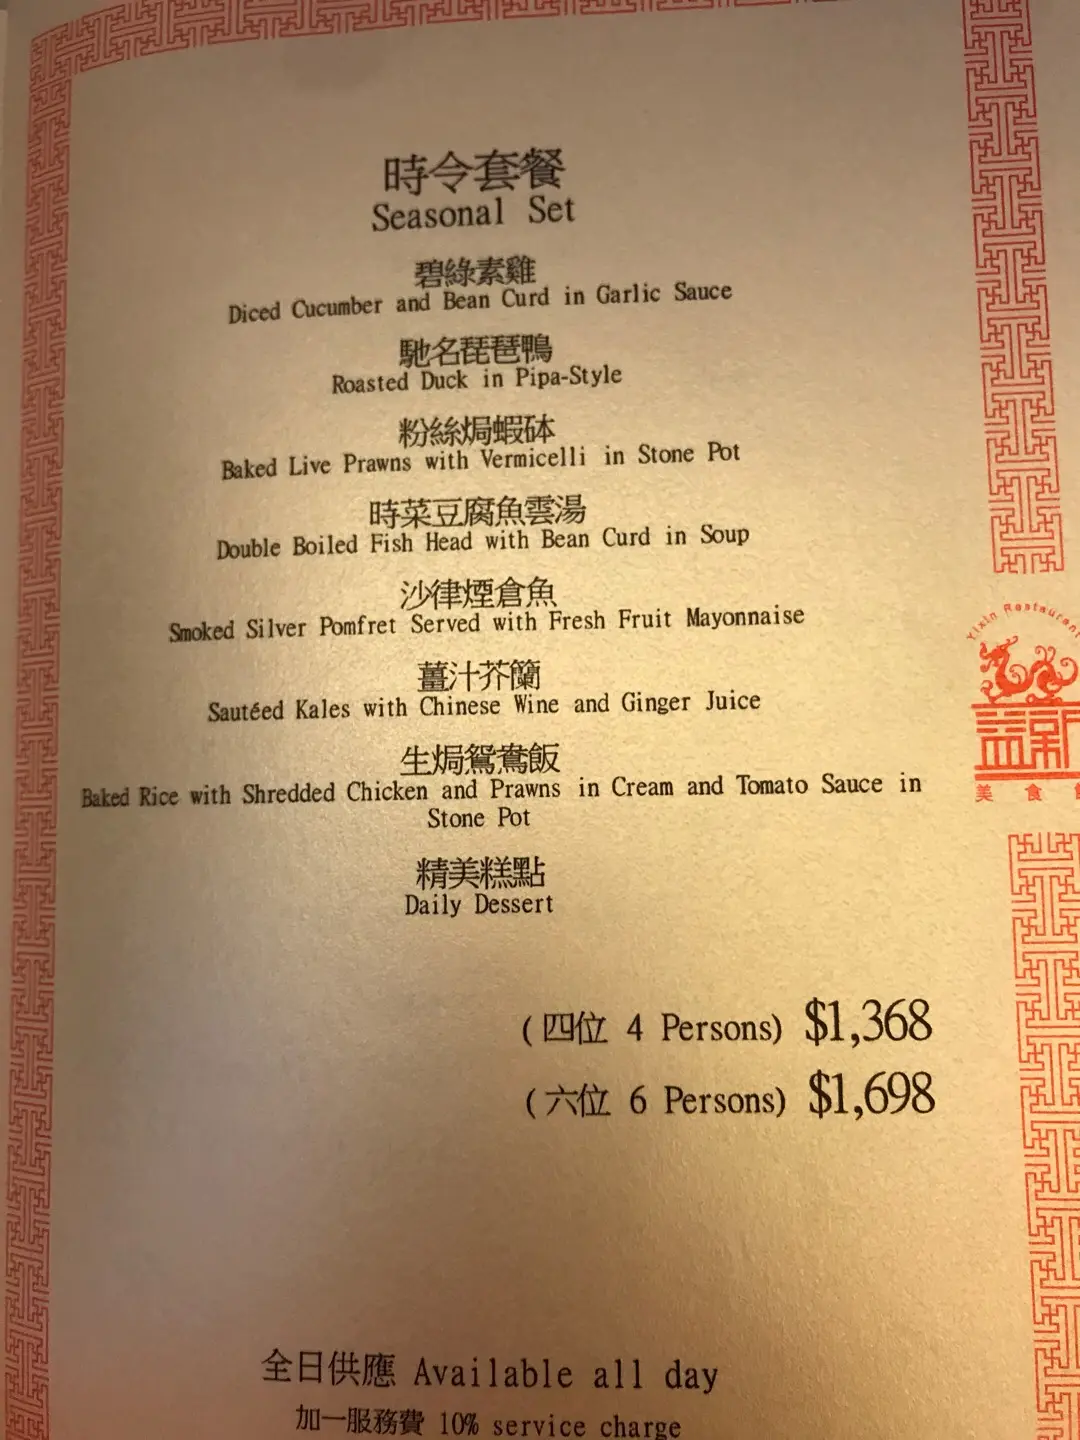 時令套餐
Seasonal Set
碧綠素雞
Diced Cucumber and Bean Curd in Garlic Sauce
馳名琵琶鴨
Roasted Duck in Pipa-Style
粉絲焗蝦砵
Baked Live Prawns with Vermicelli in Stone Pot
時菜豆腐魚雲湯
Double Boiled Fish Head with Bean Curd in Soup
沙律煙倉魚
Smoked Silver Pomfret Served with Fresh Fruit Mayonnaise
薑汁芥蘭
Sautéed Kales with Chinese Wine and Ginger Juice
生焗鴛鴦飯
Baked Rice with Shredded Chicken and Prawns in Cream and Tomato Sauce in
Stone Pot
精美糕點
Daily Dessert
(四位 4 Persons) $1,368
(六位 6 Persons) $1,698
Yixin Restaurant
益新
美食
全日供應 Available all day
加一服務費 10% service charge